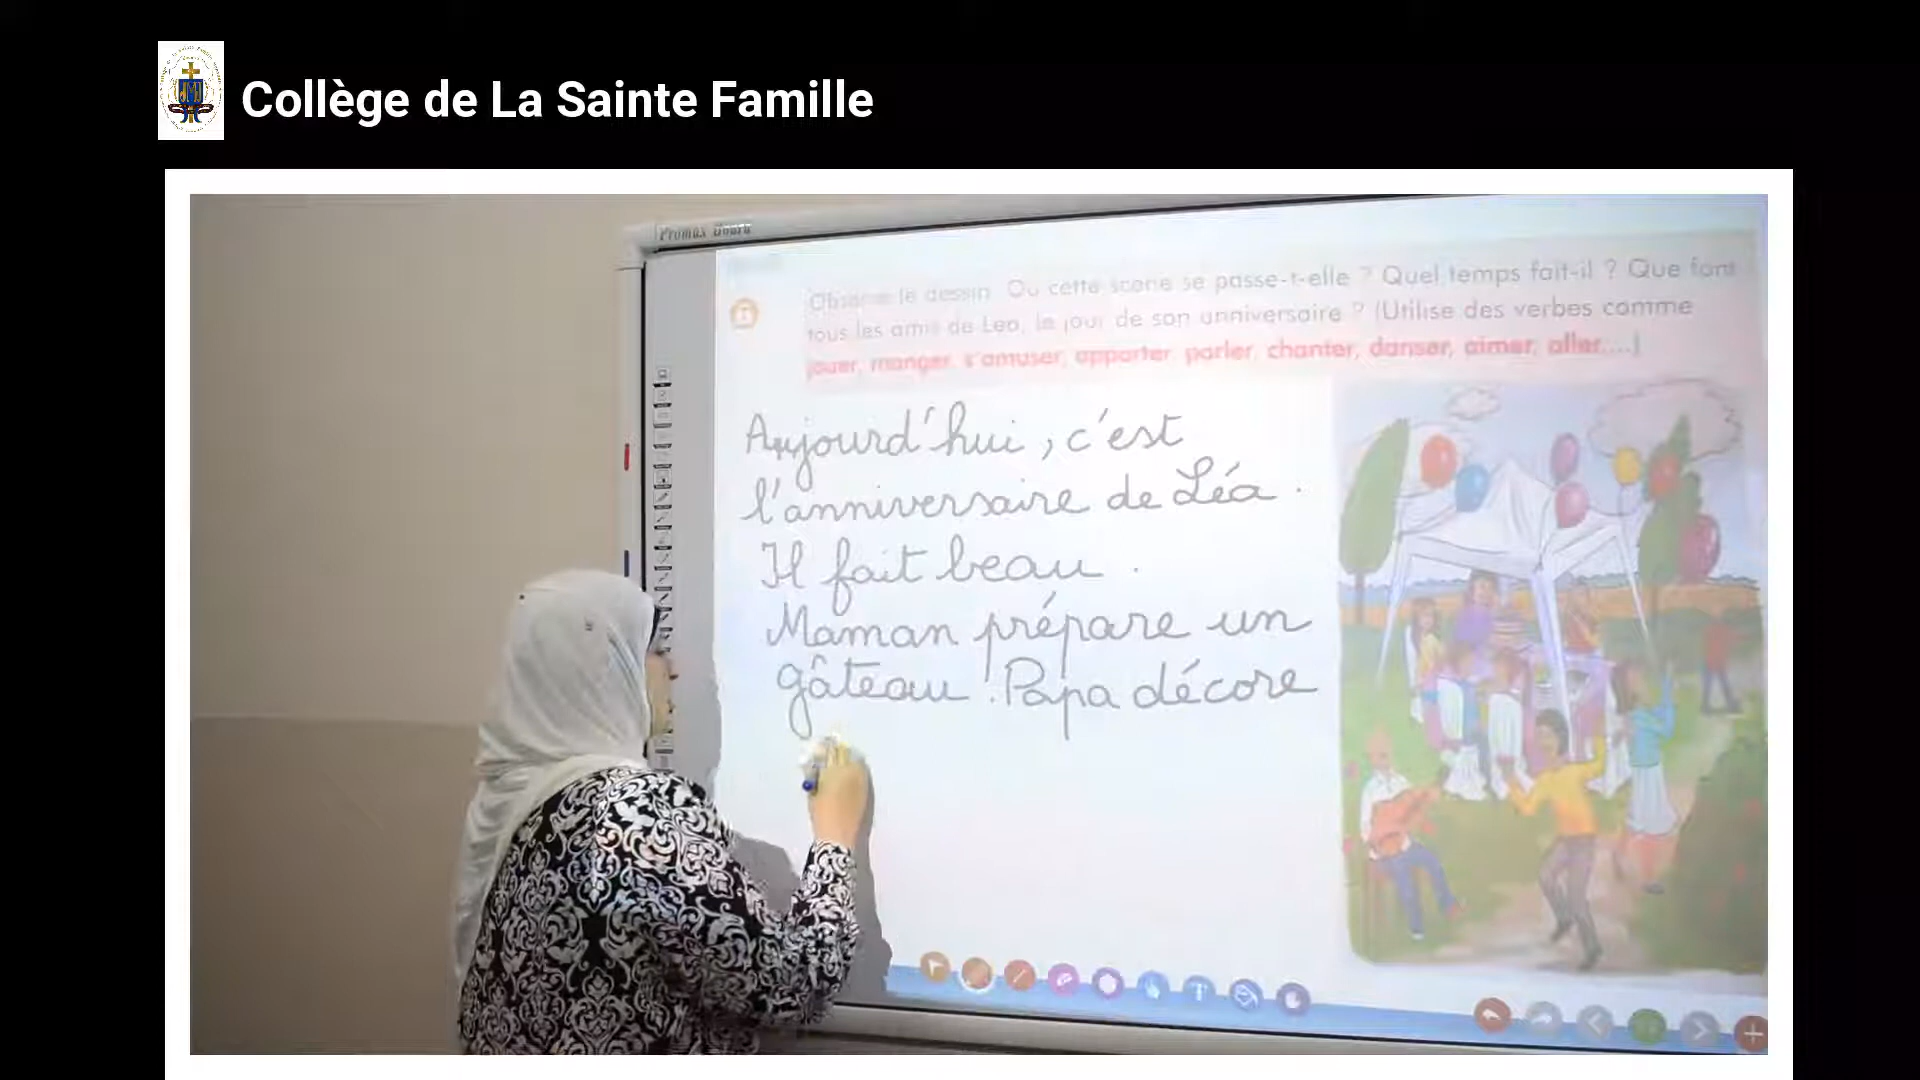 Collège de La Sainte Famille
Promax Board
Observe le dessin. Où cette scène se passe-t-elle ? Quel temps fait-il ? Que font
tous les amis de Léa, le jour de son anniversaire ? (Utilise des verbes comme
jouer, manger, s'amuser, apporter, parler, chanter, danser, aimer, aller....)
Aujourd'hui, c'est
l'anniversaire de Léa.
Il fait beau.
Maman prépare un
gâteau. Papa décore